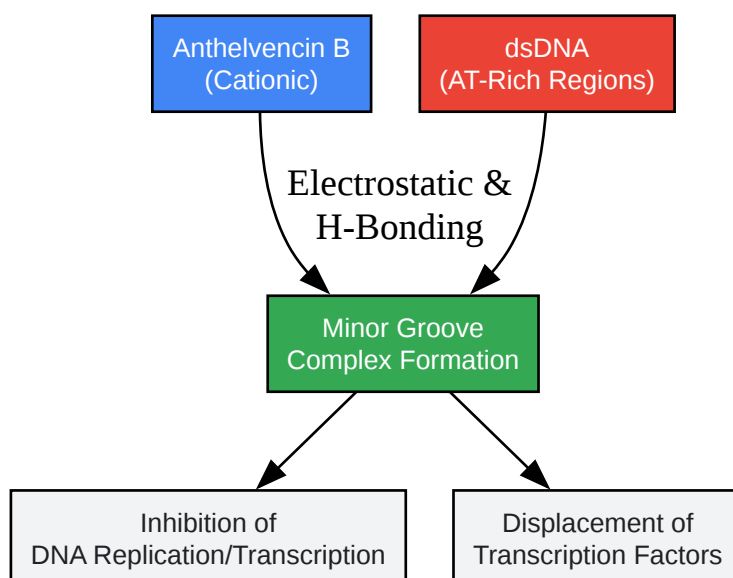 Anthelvencin B
(Cationic)
dsDNA
(AT-Rich Regions)
Electrostatic &
H-Bonding
Minor Groove
Complex Formation
Inhibition of
DNA Replication/Transcription
Displacement of
Transcription Factors